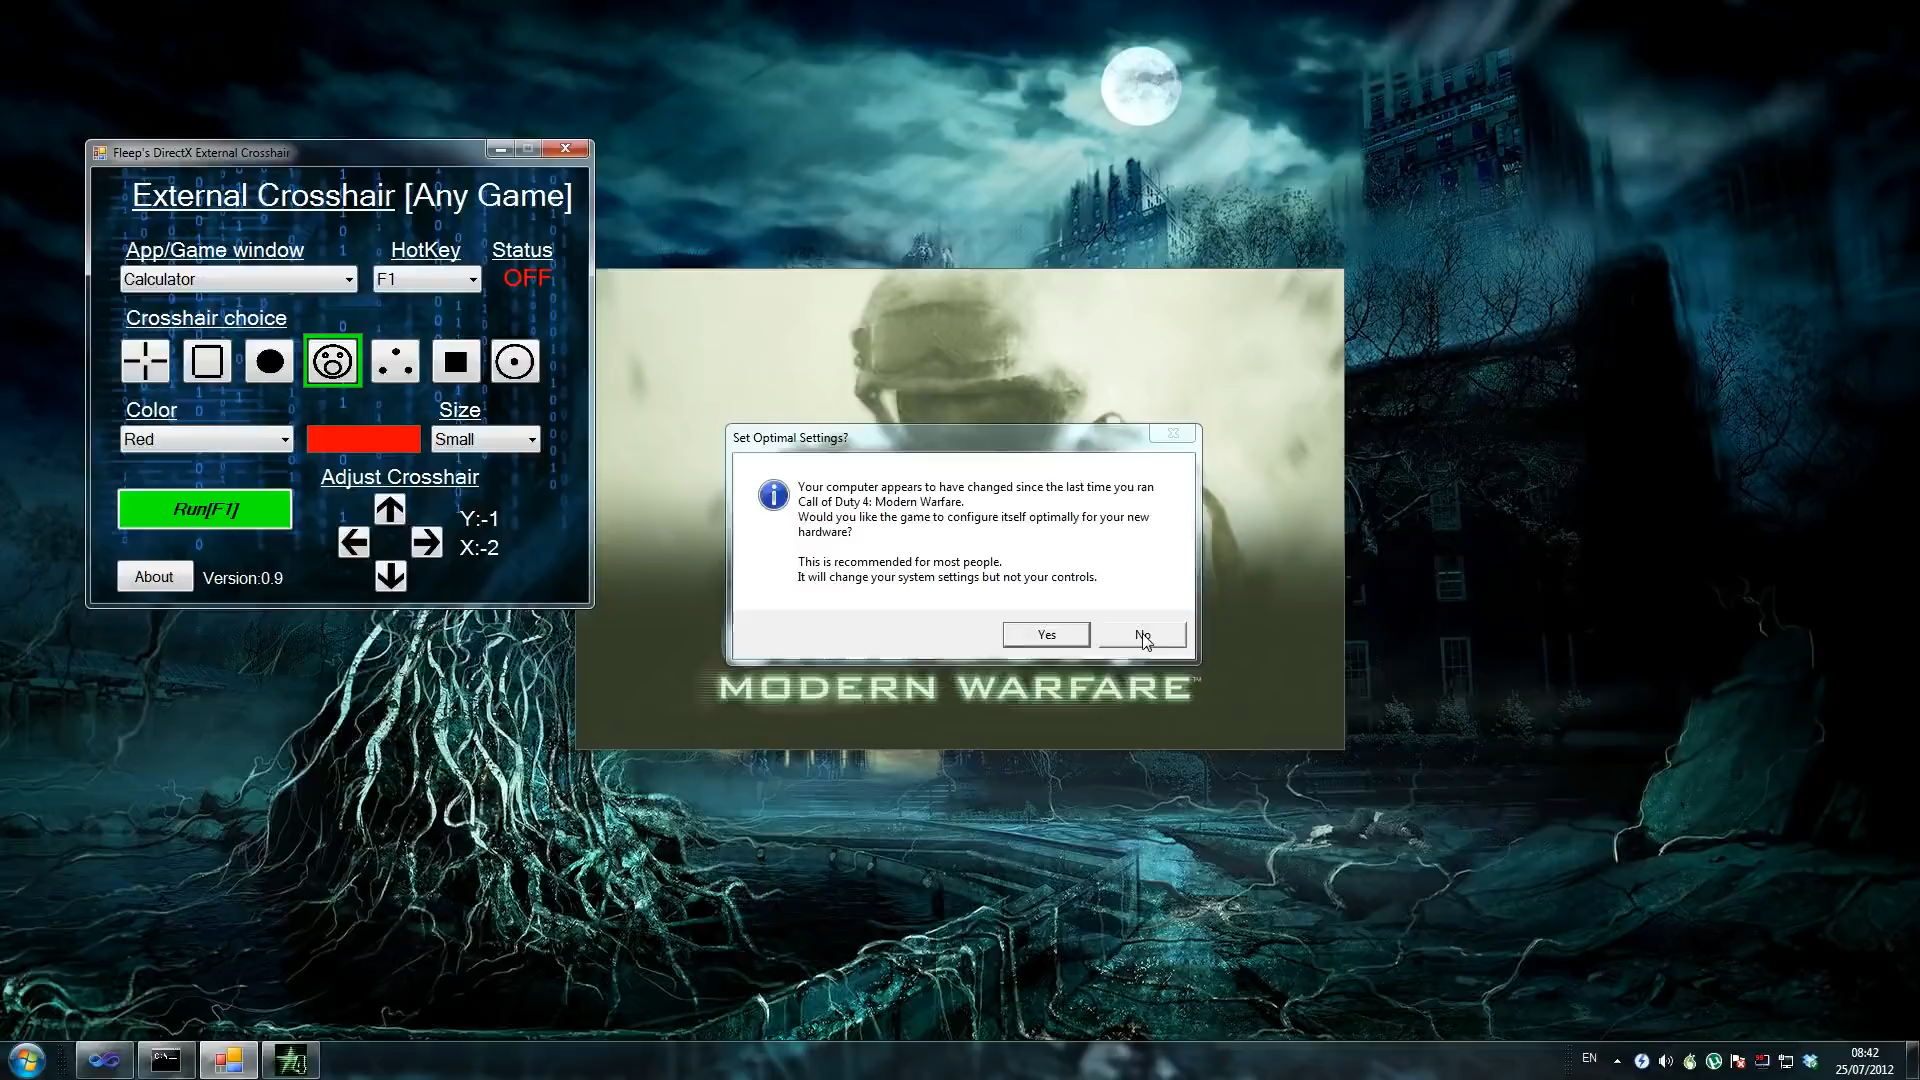 Fleep's DirectX External Crosshair
External Crosshair [Any Game]
App/Game window
HotKey
Status
Calculator
F1
OFF
Crosshair choice
Color
Size
Red
Small
Adjust Crosshair
Run[F1]
Y:-1
X:-2
About
Version:0.9
Set Optimal Settings?
Your computer appears to have changed since the last time you ran
Call of Duty 4: Modern Warfare.
Would you like the game to configure itself optimally for your new
hardware?
This is recommended for most people.
It will change your system settings but not your controls.
Yes
No
MODERN WARFARE™
C:\
EN
99
08:42
25/07/2012